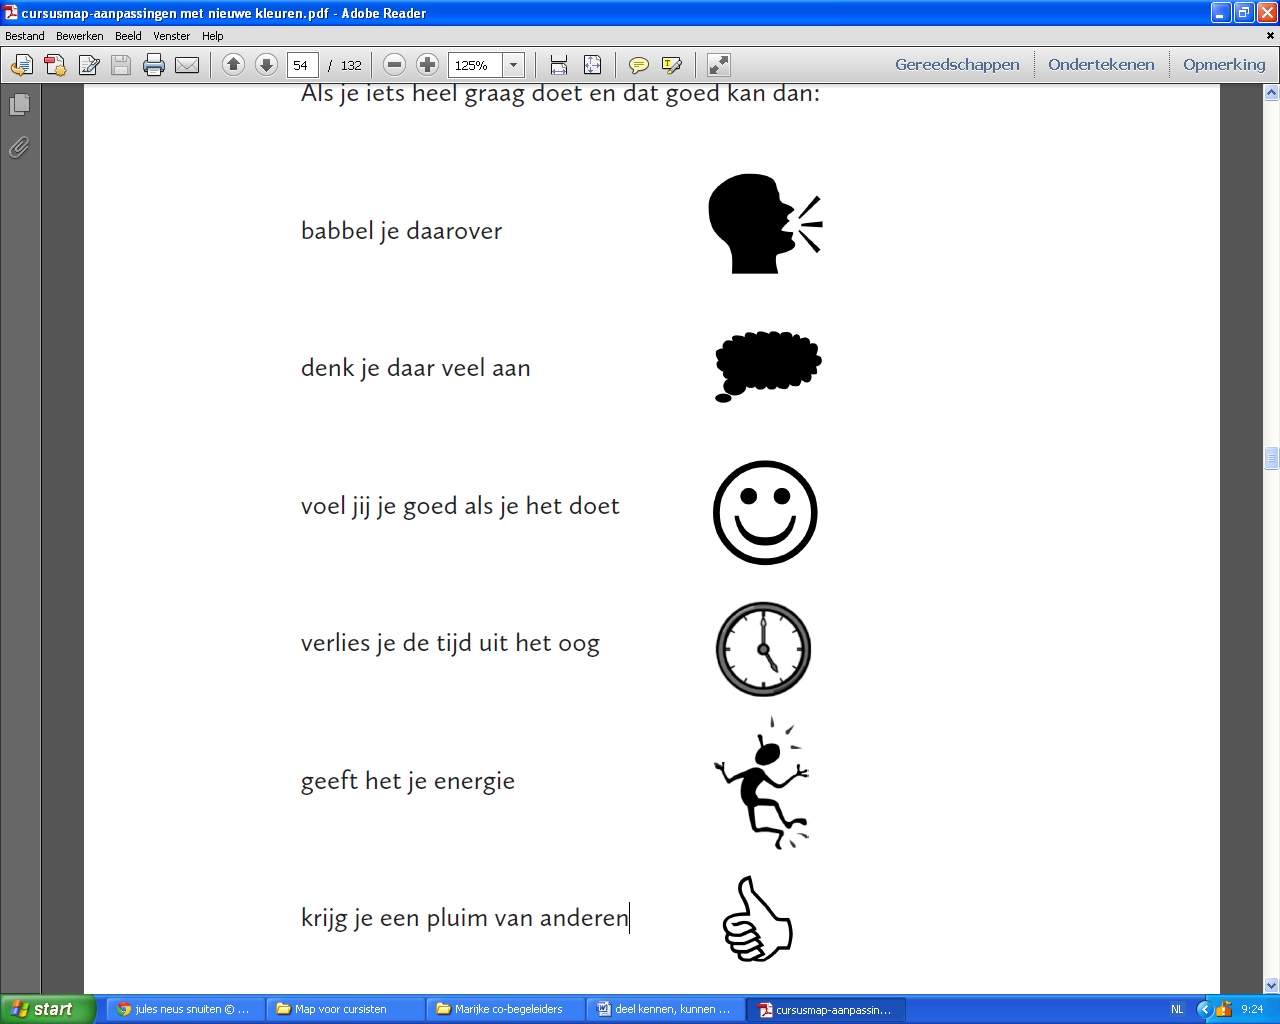 cursusmap-aanpassingen met nieuwe kleuren.pdf - Adobe Reader
Bestand Bewerken Beeld Venster Help
54 / 132 125% Gereedschappen Ondertekenen Opmerking
Als je iets heel graag doet en dat goed kan dan:
babbel je daarover
denk je daar veel aan
voel jij je goed als je het doet
verlies je de tijd uit het oog
geeft het je energie
krijg je een pluim van anderen
start jules neus snuiten © ... Map voor cursisten Marijke co-begeleiders deel kennen, kunnen ... cursusmap-aanpassin... NL 9:24